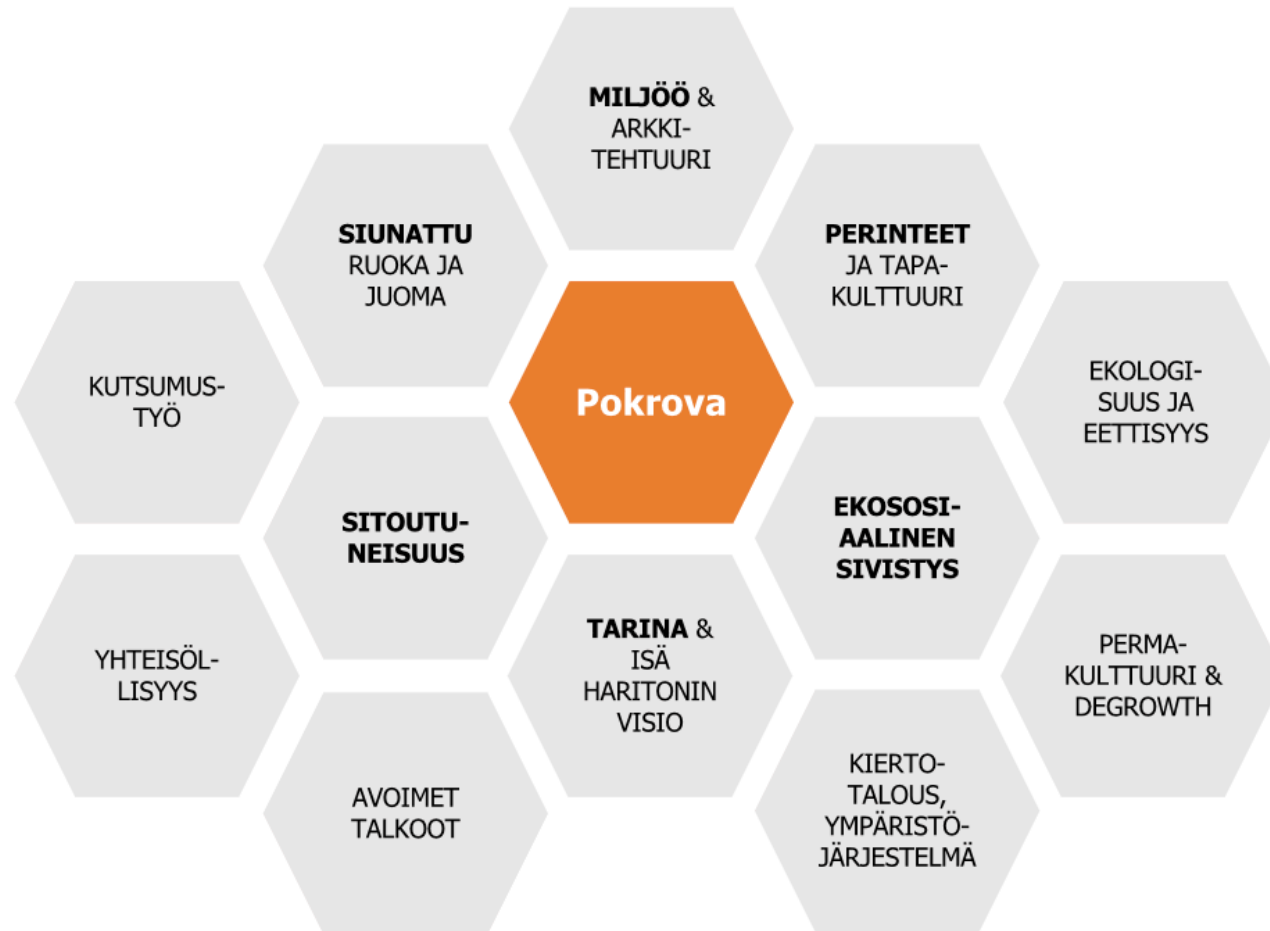 MILJÖÖ &
ARKKI-
TEHTUURI
SIUNATTU
RUOKA JA
JUOMA
PERINTEET
JA TAPA-
KULTTUURI
KUTSUMUS-
TYÖ
Pokrova
EKOLOGI-
SUUS JA
EETTISYYS
SITOUTU-
NEISUUS
EKOSOSI-
AALINEN
SIVISTYS
YHTEISÖL-
LISYYS
TARINA &
ISÄ
HARITONIN
VISIO
PERMA-
KULTTUURI &
DEGROWTH
AVOIMET
TALKOOT
KIERTO-
TALOUS,
YMPÄRISTÖ-
JÄRJESTELMÄ